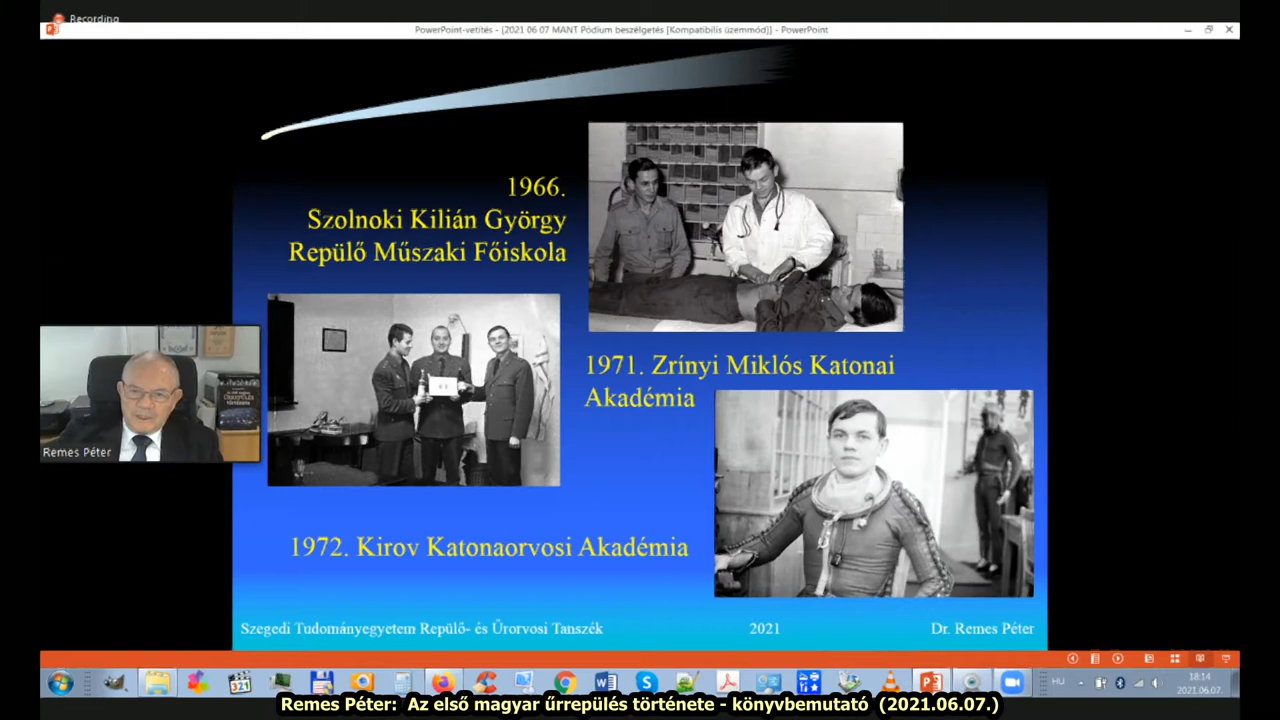 Recording
PowerPoint-vetítés - [2021 06 07 MANT Pódium beszélgetés [Kompatibilis üzemmód]] - PowerPoint
1966.
Szolnoki Kilián György
Repülő Műszaki Főiskola
1971. Zrínyi Miklós Katonai
Akadémia
Remes Péter
1972. Kirov Katonaorvosi Akadémia
Szegedi Tudományegyetem Repülő- és Űrorvosi Tanszék
2021
Dr. Remes Péter
321
HU
18:14
2021.06.07.
Remes Péter: Az első magyar űrrepülés története - könyvbemutató (2021.06.07.)